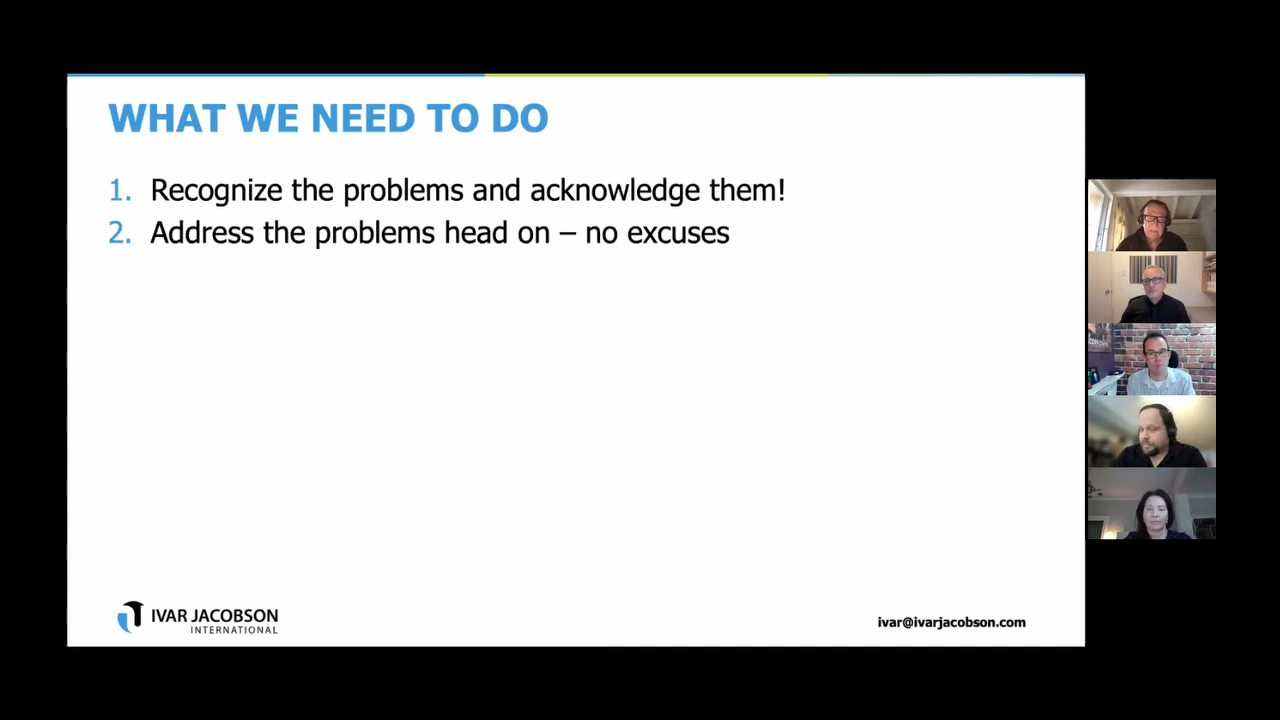 WHAT WE NEED TO DO
1. Recognize the problems and acknowledge them!
2. Address the problems head on – no excuses
IVAR JACOBSON
INTERNATIONAL
ivar@ivarjacobson.com